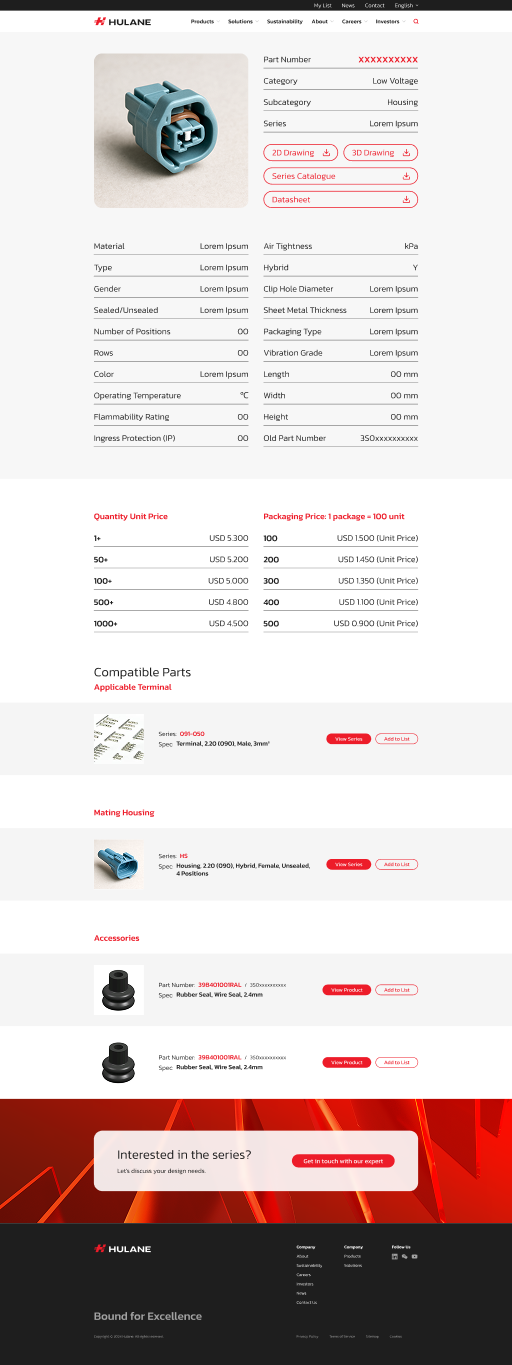 My List News Contact English
HULANE Products Solutions Sustainability About Careers Investors
Part Number XXXXXXXXXX
Category Low Voltage
Subcategory Housing
Series Lorem Ipsum
2D Drawing 3D Drawing
Series Catalogue
Datasheet
Material Lorem Ipsum
Type Lorem Ipsum
Gender Lorem Ipsum
Sealed/Unsealed Lorem Ipsum
Number of Positions 00
Rows 00
Color Lorem Ipsum
Operating Temperature °C
Flammability Rating 00
Ingress Protection (IP) 00
Air Tightness kPa
Hybrid Y
Clip Hole Diameter Lorem Ipsum
Sheet Metal Thickness Lorem Ipsum
Packaging Type Lorem Ipsum
Vibration Grade Lorem Ipsum
Length 00 mm
Width 00 mm
Height 00 mm
Old Part Number 3S0xxxxxxxxxx
Quantity Unit Price
1+ USD 5.300
50+ USD 5.200
100+ USD 5.000
500+ USD 4.800
1000+ USD 4.500
Packaging Price: 1 package = 100 unit
100 USD 1.500 (Unit Price)
200 USD 1.450 (Unit Price)
300 USD 1.350 (Unit Price)
400 USD 1.100 (Unit Price)
500 USD 0.900 (Unit Price)
Compatible Parts
Applicable Terminal
Series: 091-050
Spec Terminal, 2.20 (090), Male, 3mm²
View Series Add to List
Mating Housing
Series: HS
Spec Housing, 2.20 (090), Hybrid, Female, Unsealed,
4 Positions
View Series Add to List
Accessories
Part Number: 398401001RAL / 3S0xxxxxxxxxx
Spec Rubber Seal, Wire Seal, 2.4mm
View Product Add to List
Part Number: 398401001RAL / 3S0xxxxxxxxxx
Spec Rubber Seal, Wire Seal, 2.4mm
View Product Add to List
Interested in the series?
Let's discuss your design needs.
Get in touch with our expert
HULANE
Company
About
Sustainability
Careers
Investors
News
Contact Us
Company
Products
Solutions
Follow Us
Bound for Excellence
Privacy Policy Terms of Service Sitemap Cookies